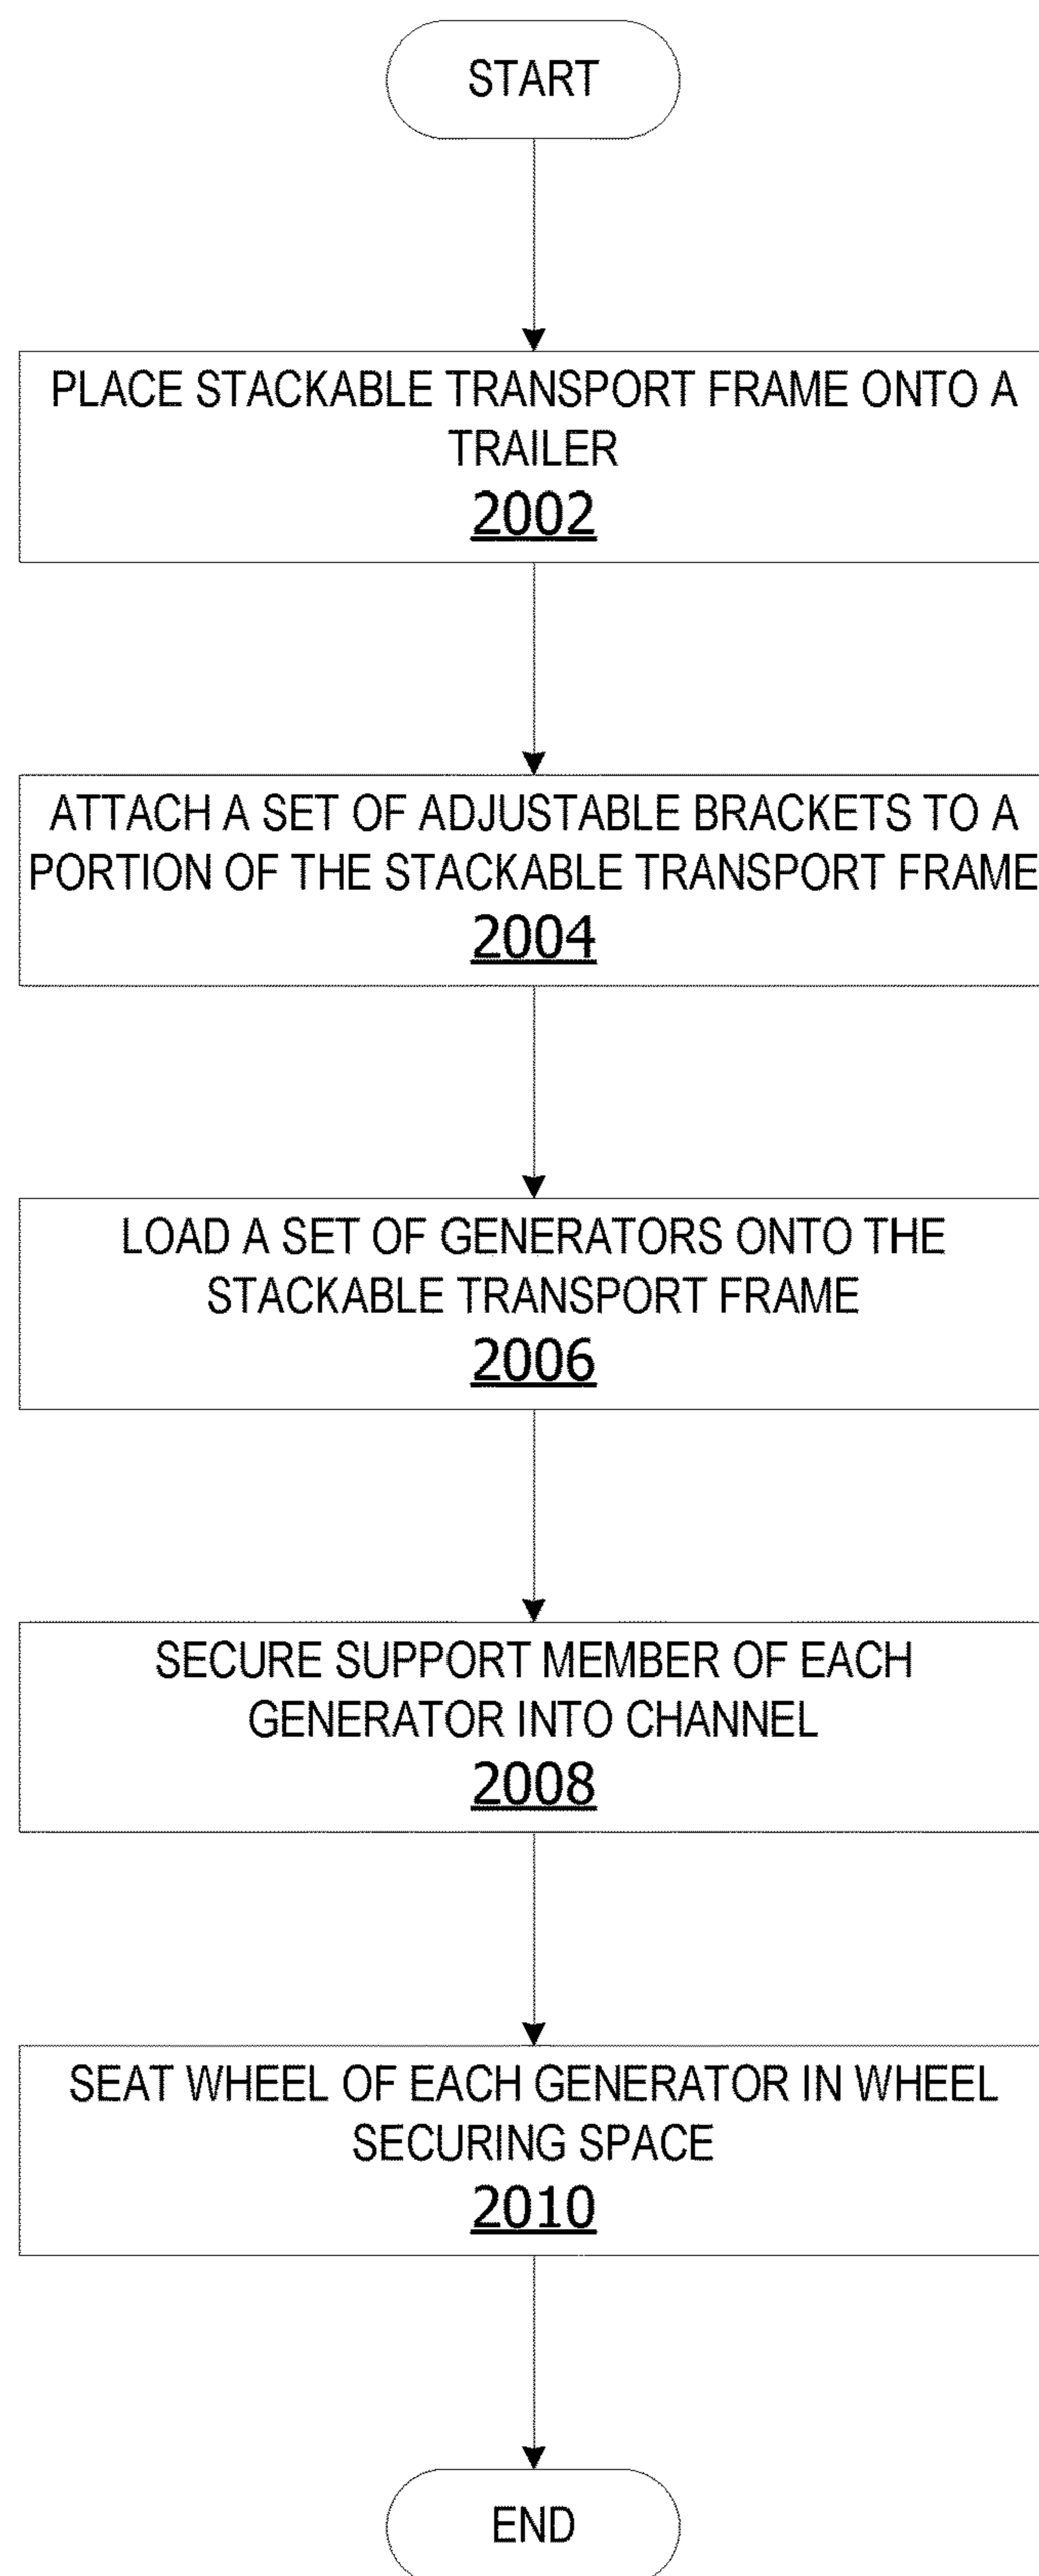 START
PLACE STACKABLE TRANSPORT FRAME ONTO A
TRAILER
2002
ATTACH A SET OF ADJUSTABLE BRACKETS TO A
PORTION OF THE STACKABLE TRANSPORT FRAME
2004
LOAD A SET OF GENERATORS ONTO THE
STACKABLE TRANSPORT FRAME
2006
SECURE SUPPORT MEMBER OF EACH
GENERATOR INTO CHANNEL
2008
SEAT WHEEL OF EACH GENERATOR IN WHEEL
SECURING SPACE
2010
END